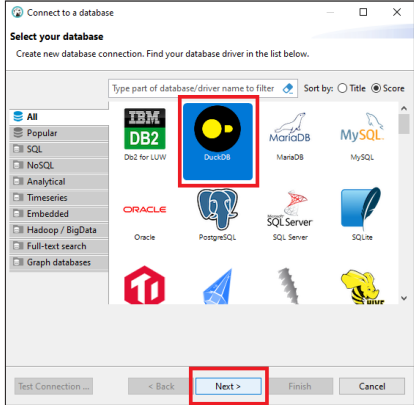 Connect to a database
Select your database
Create new database connection. Find your database driver in the list below.
Type part of database/driver name to filter
Sort by: Title Score
All
Popular
SQL
NoSQL
Analytical
Timeseries
Embedded
Hadoop / BigData
Full-text search
Graph databases
IBM
DB2
Db2 for LUW
DuckDB
MariaDB
MariaDB
MySQL
MySQL
ORACLE
Oracle
PostgreSQL
SQL Server
SQL Server
SQLite
HIVE
Test Connection ...
< Back
Next >
Finish
Cancel